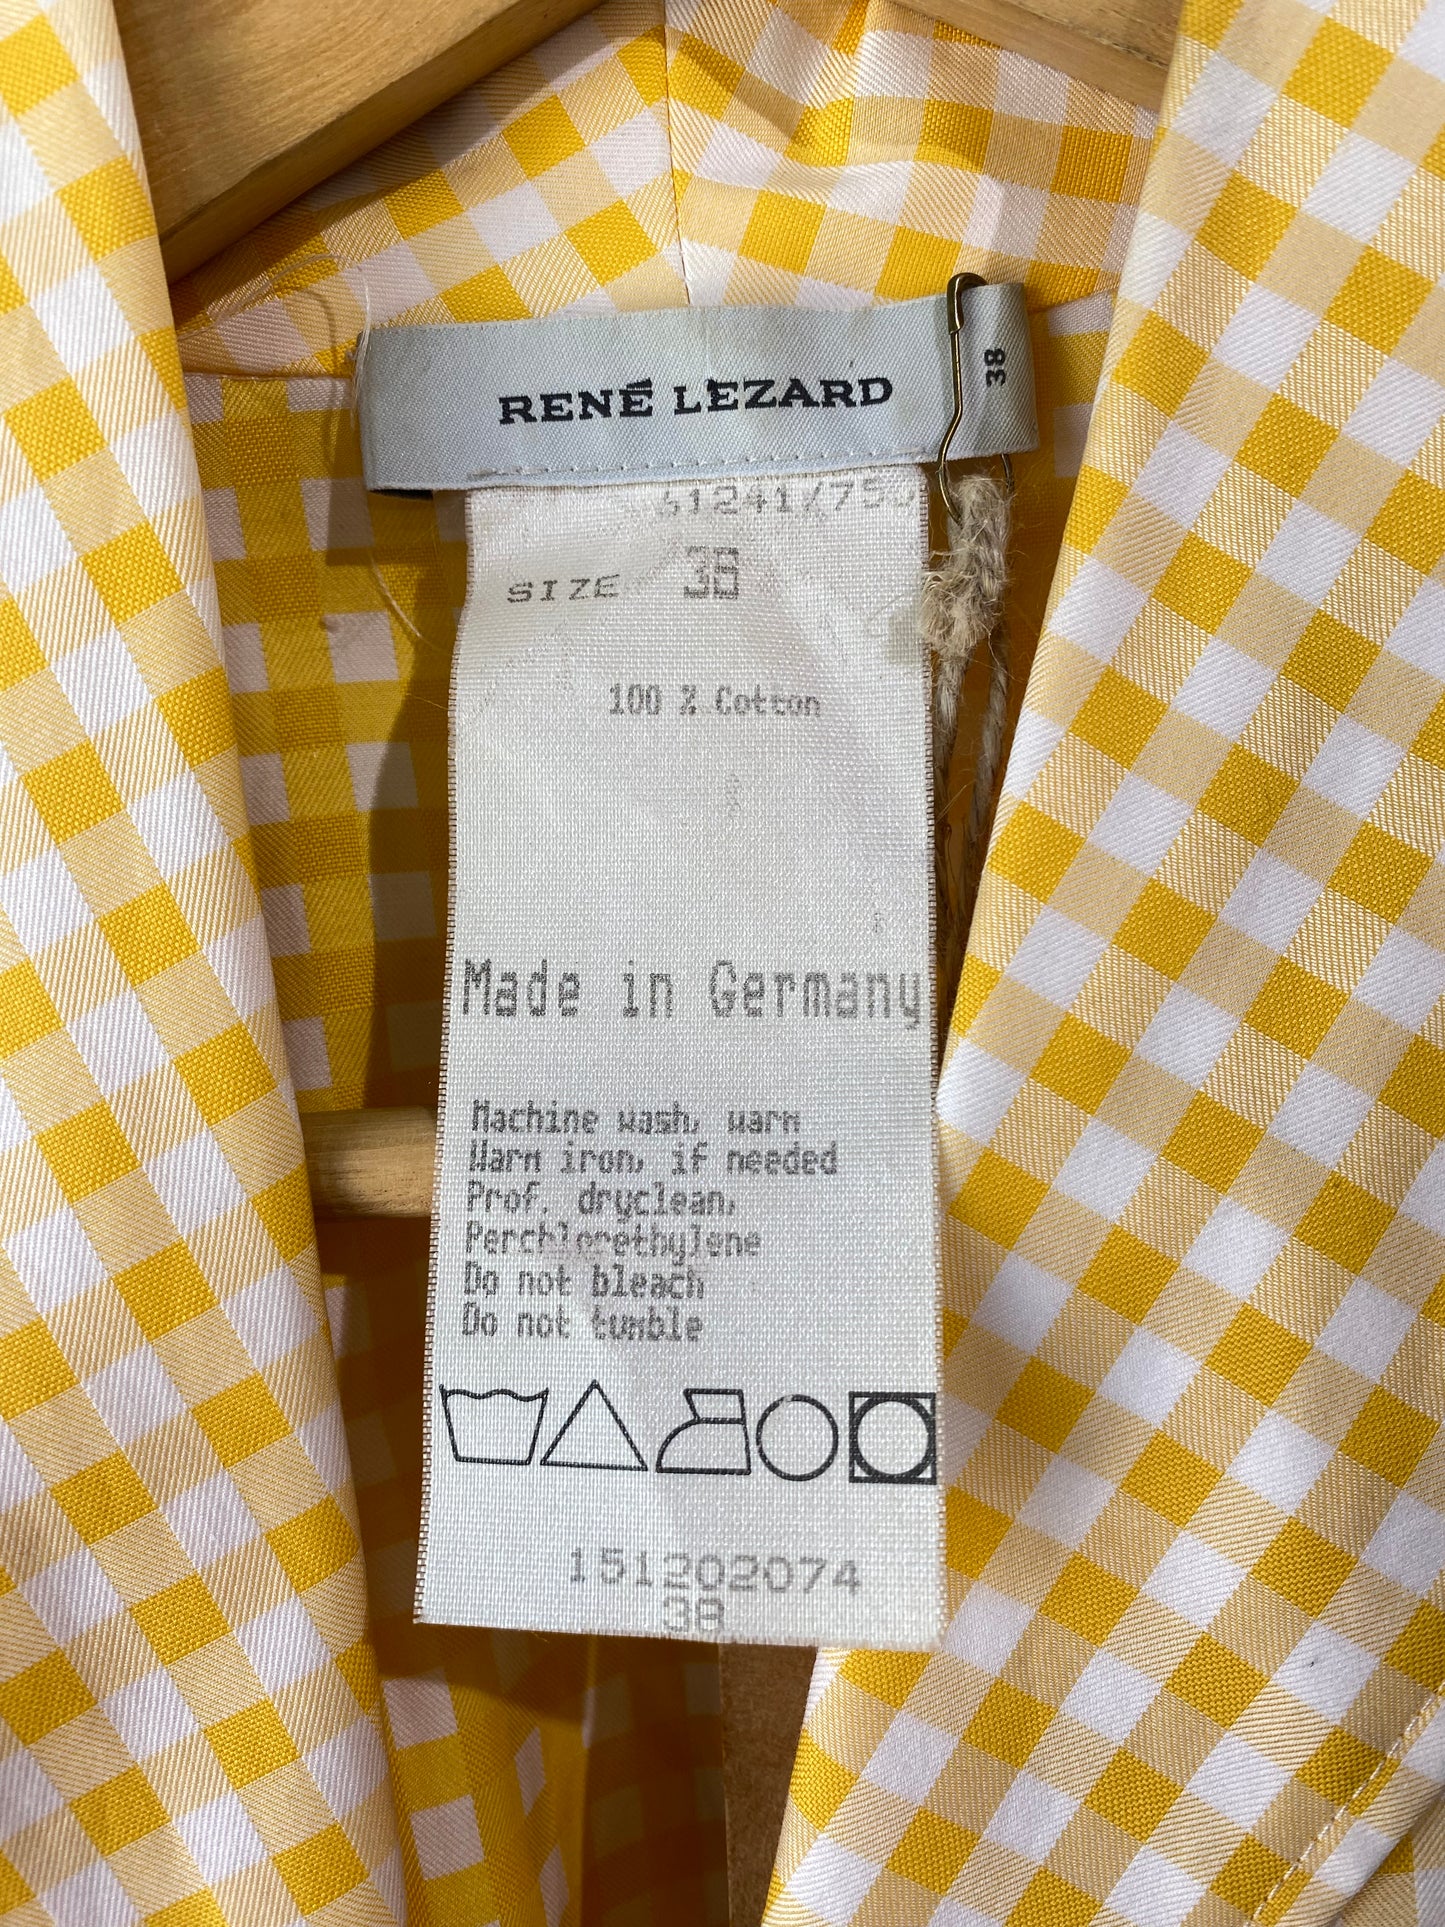 RENÉ LEZARD
38
61241/750
SIZE 38
100 % Cotton
Made in Germany
Machine wash, warm
Warm iron, if needed
Prof. dryclean,
Perchlorethylene
Do not bleach
Do not tumble
151202074
38